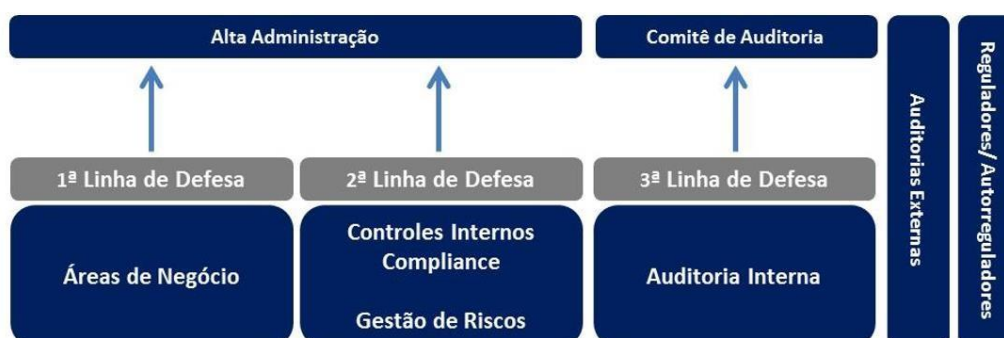 Alta Administração
Comitê de Auditoria
1ª Linha de Defesa
2ª Linha de Defesa
3ª Linha de Defesa
Áreas de Negócio
Controles Internos
Compliance
Gestão de Riscos
Auditoria Interna
Auditorias Externas
Reguladores/ Autorreguladores